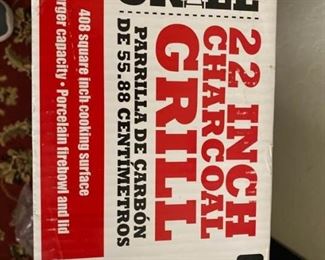 22 INCH
CHARCOAL
GRILL
PARRILLA DE CARBÓN
DE 55.88 CENTÍMETROS
408 square inch cooking surface
capacity • Porcelain firebowl and lid